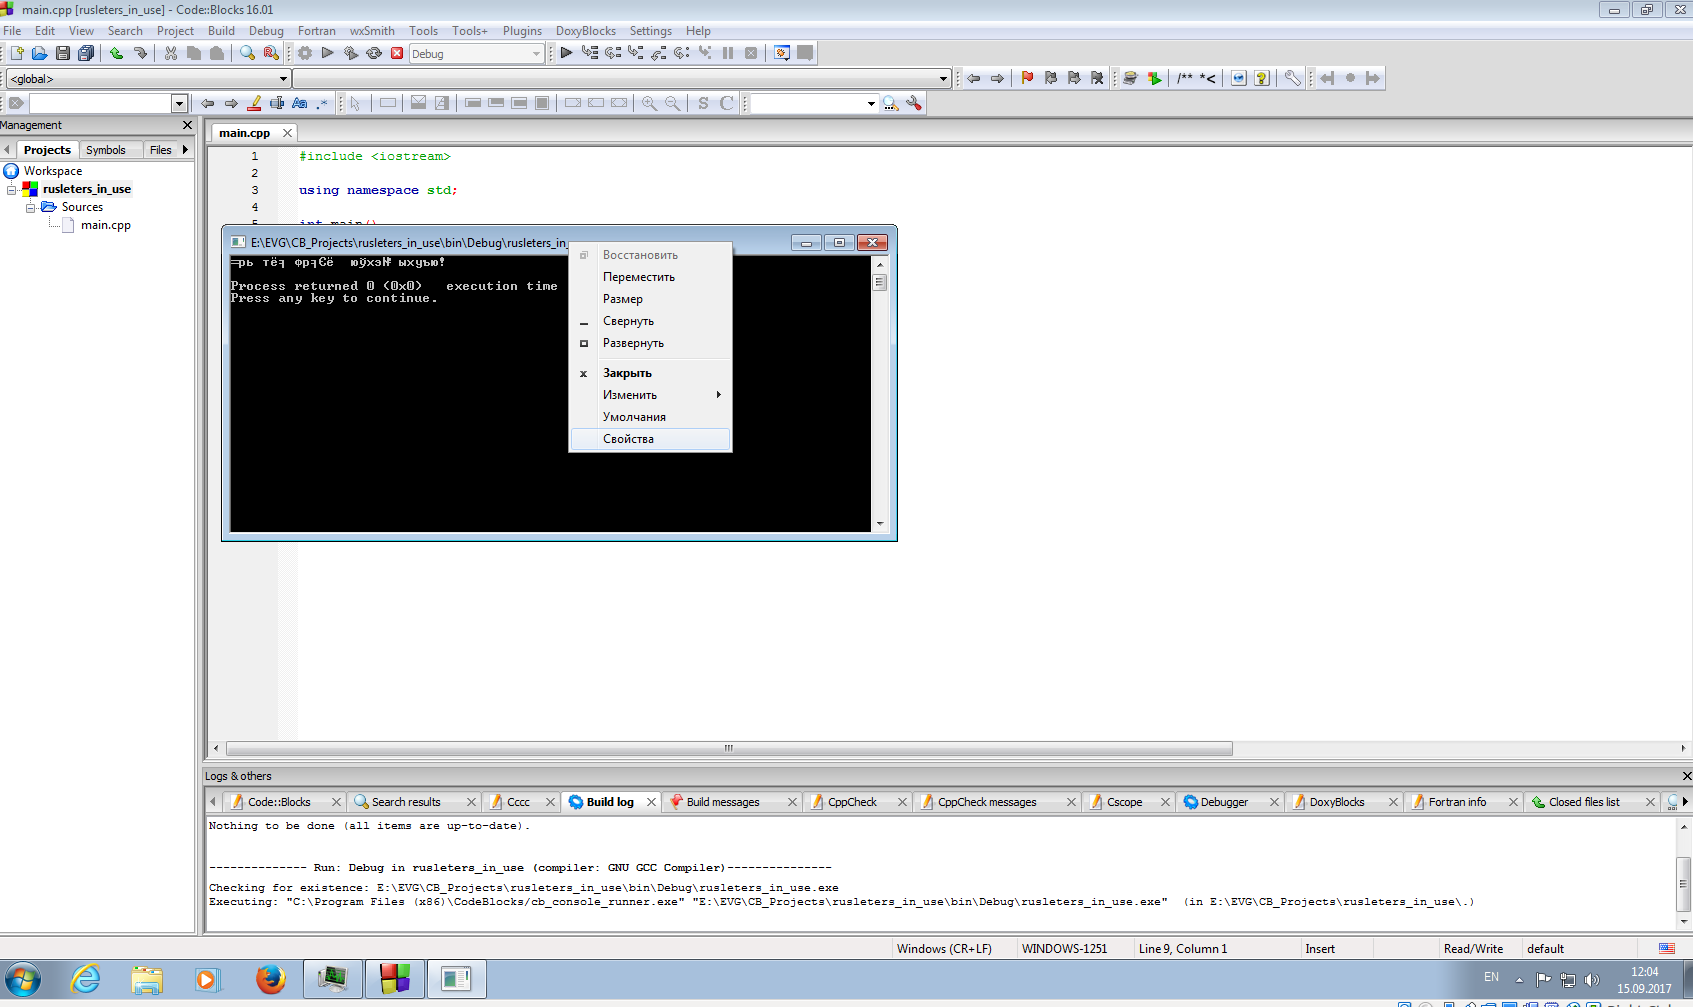 main.cpp [rusleters_in_use] - Code::Blocks 16.01
File Edit View Search Project Build Debug Fortran wxSmith Tools Tools+ Plugins DoxyBlocks Settings Help
Debug
<global>
/** *<
Aa .*
S C
Management
main.cpp
Projects Symbols Files
1 #include <iostream>
Workspace
2
rusleters_in_use
3 using namespace std;
Sources
4
main.cpp
5 int main()
E:\EVG\CB_Projects\rusleters_in_use\bin\Debug\rusleters_in_
Process returned 0 (0x0) execution time
Press any key to continue.
Восстановить
Переместить
Размер
Свернуть
Развернуть
Закрыть
Изменить
Умолчания
Свойства
Logs & others
Code::Blocks Search results Cccc Build log Build messages CppCheck CppCheck messages Cscope Debugger DoxyBlocks Fortran info Closed files list
Nothing to be done (all items are up-to-date).
-------------- Run: Debug in rusleters_in_use (compiler: GNU GCC Compiler)---------------
Checking for existence: E:\EVG\CB_Projects\rusleters_in_use\bin\Debug\rusleters_in_use.exe
Executing: "C:\Program Files (x86)\CodeBlocks/cb_console_runner.exe" "E:\EVG\CB_Projects\rusleters_in_use\bin\Debug\rusleters_in_use.exe" (in E:\EVG\CB_Projects\rusleters_in_use\.)
Windows (CR+LF) WINDOWS-1251 Line 9, Column 1 Insert Read/Write default
EN
12:04
15.09.2017